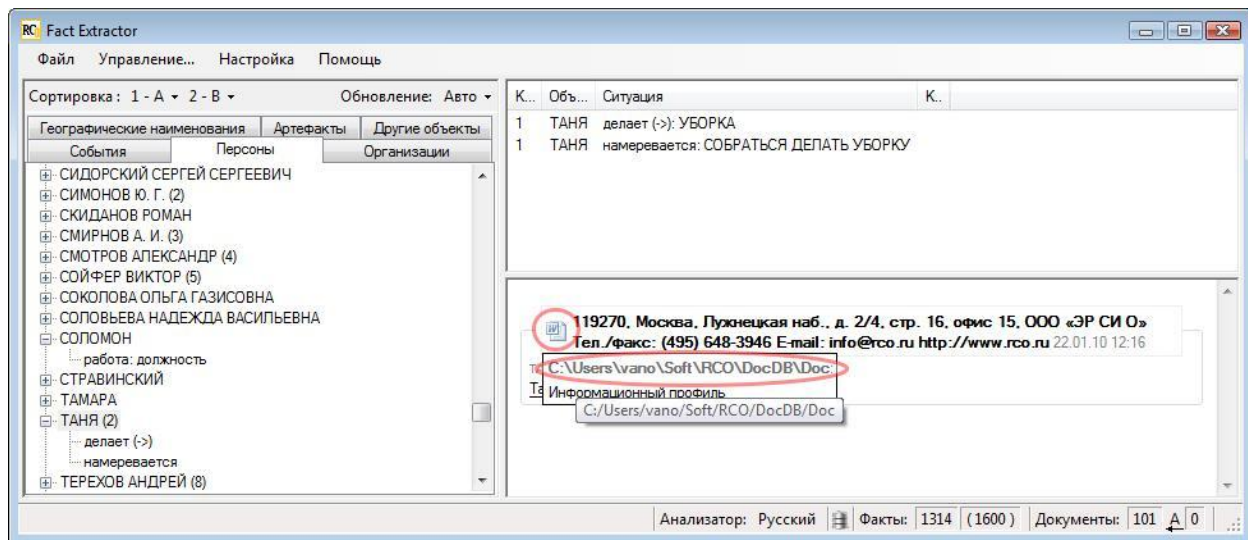 RCO Fact Extractor
Файл Управление... Настройка Помощь
Сортировка: 1 - A 2 - B Обновление: Авто
Географические наименования Артефакты Другие объекты
События Персоны Организации
СИДОРСКИЙ СЕРГЕЙ СЕРГЕЕВИЧ
СИМОНОВ Ю. Г. (2)
СКИДАНОВ РОМАН
СМИРНОВ А. И. (3)
СМОТРОВ АЛЕКСАНДР (4)
СОЙФЕР ВИКТОР (5)
СОКОЛОВА ОЛЬГА ГАЗИСОВНА
СОЛОВЬЕВА НАДЕЖДА ВАСИЛЬЕВНА
СОЛОМОН
работа: должность
СТРАВИНСКИЙ
ТАМАРА
ТАНЯ (2)
делает (->)
намеревается
ТЕРЕХОВ АНДРЕЙ (8)
К... Объ... Ситуация К..
1 ТАНЯ делает (->): УБОРКА
1 ТАНЯ намеревается: СОБРАТЬСЯ ДЕЛАТЬ УБОРКУ
119270, Москва, Лужнецкая наб., д. 2/4, стр. 16, офис 15, ООО «ЭР СИ О»
Тел./факс: (495) 648-3946 E-mail: info@rco.ru http://www.rco.ru 22.01.10 12:16
C:\Users\vano\Soft\RCO\DocDB\Doc
Та Информационный профиль
C:/Users/vano/Soft/RCO/DocDB/Doc
Анализатор: Русский Факты: 1314 (1600) Документы: 101 А 0